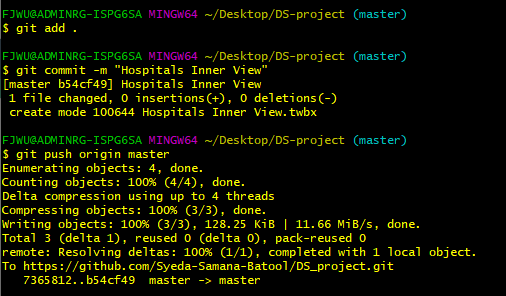 FJWU@ADMINRG-ISPG6SA MINGW64 ~/Desktop/DS-project (master)
$ git add .
FJWU@ADMINRG-ISPG6SA MINGW64 ~/Desktop/DS-project (master)
$ git commit -m "Hospitals Inner View"
[master b54cf49] Hospitals Inner View
1 file changed, 0 insertions(+), 0 deletions(-)
create mode 100644 Hospitals Inner View.twbx
FJWU@ADMINRG-ISPG6SA MINGW64 ~/Desktop/DS-project (master)
$ git push origin master
Enumerating objects: 4, done.
Counting objects: 100% (4/4), done.
Delta compression using up to 4 threads
Compressing objects: 100% (3/3), done.
Writing objects: 100% (3/3), 128.25 KiB | 11.66 MiB/s, done.
Total 3 (delta 1), reused 0 (delta 0), pack-reused 0
remote: Resolving deltas: 100% (1/1), completed with 1 local object.
To https://github.com/Syeda-Samana-Batool/DS_project.git
7365812..b54cf49  master -> master